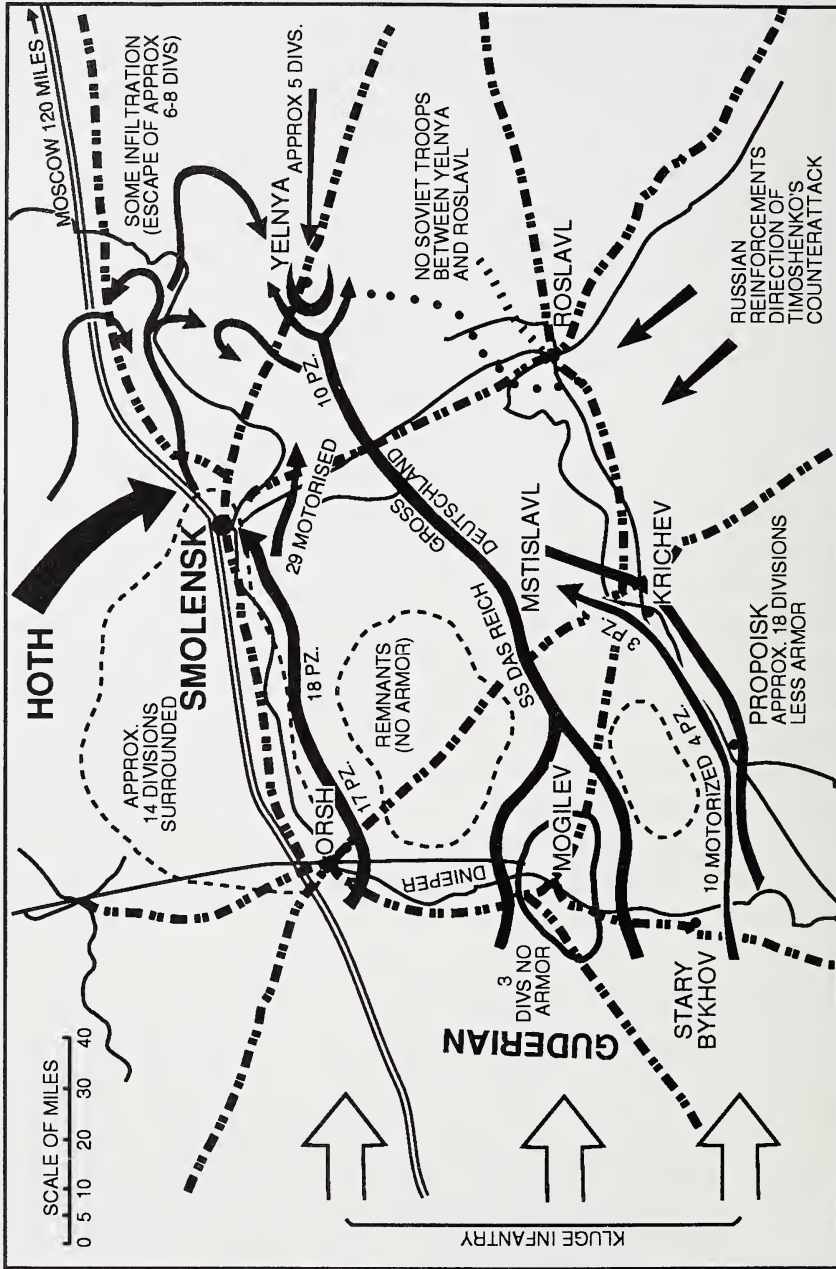 MOSCOW 120 MILES
SOME INFILTRATION
(ESCAPE OF APPROX
6-8 DIVS)
HOTH
APPROX.
14 DIVISIONS
SURROUNDED
SMOLENSK
YELNYA
APPROX 5 DIVS.
10 PZ.
29 MOTORISED
NO SOVIET TROOPS
BETWEEN YELNYA
AND ROSLAVL
ROSLAVL
18 PZ.
17 PZ.
ORSH
REMNANTS
(NO ARMOR)
GROSS
DEUTSCHLAND
SS DAS REICH
MSTISLAVL
KRICHEV
3 PZ.
RUSSIAN
REINFORCEMENTS
DIRECTION OF
TIMOSHENKO'S
COUNTERATTACK
DNIEPER
MOGILEV
3
DIVS NO
ARMOR
GUDERIAN
STARY
BYKHOV
10 MOTORIZED 4 PZ.
PROPOISK
APPROX. 18 DIVISIONS
LESS ARMOR
SCALE OF MILES
0 5 10 20 30 40
KLUGE INFANTRY